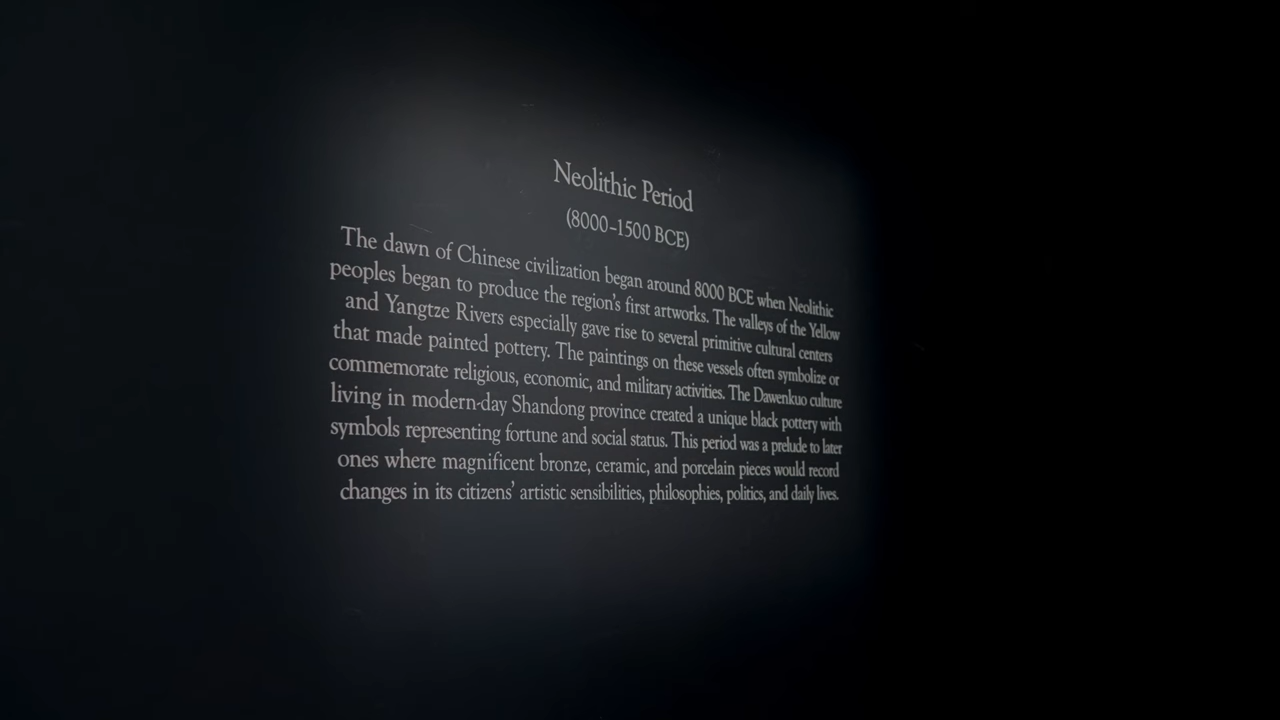 Neolithic Period
(8000–1500 BCE)
The dawn of Chinese civilization began around 8000 BCE when Neolithic
peoples began to produce the region's first artworks. The valleys of the Yellow
and Yangtze Rivers especially gave rise to several primitive cultural centers
that made painted pottery. The paintings on these vessels often symbolize or
commemorate religious, economic, and military activities. The Dawenkuo culture
living in modern-day Shandong province created a unique black pottery with
symbols representing fortune and social status. This period was a prelude to later
ones where magnificent bronze, ceramic, and porcelain pieces would record
changes in its citizens' artistic sensibilities, philosophies, politics, and daily lives.